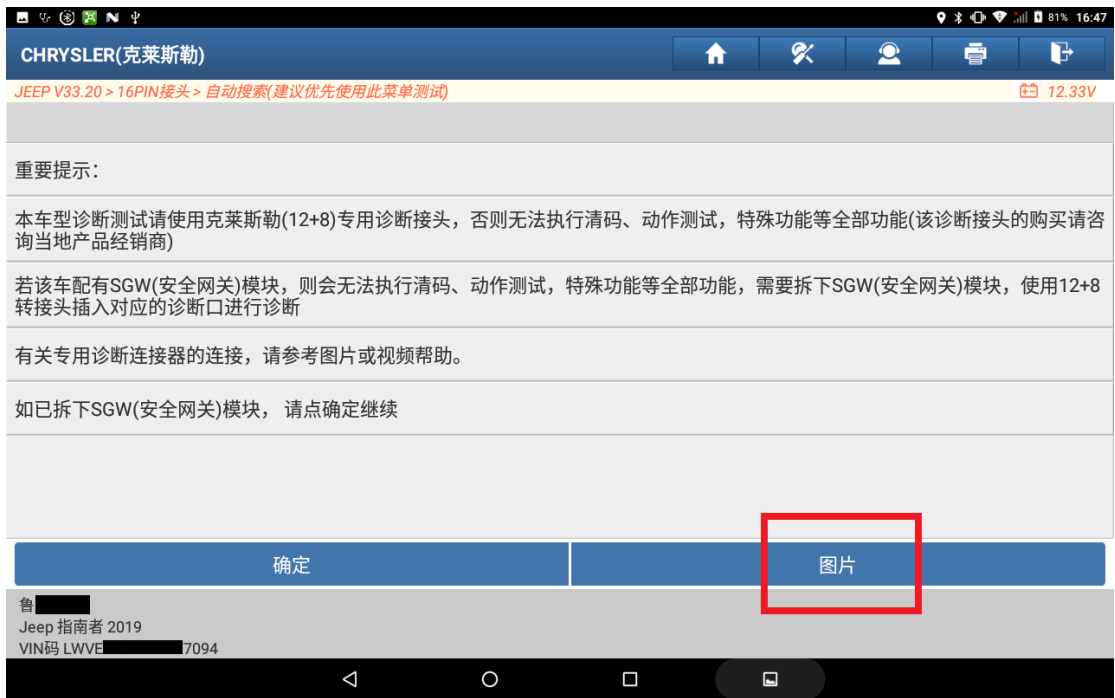 81% 16:47
CHRYSLER(克莱斯勒)
JEEP V33.20 > 16PIN接头 > 自动搜索(建议优先使用此菜单测试)
12.33V
重要提示：
本车型诊断测试请使用克莱斯勒(12+8)专用诊断接头，否则无法执行清码、动作测试，特殊功能等全部功能(该诊断接头的购买请咨
询当地产品经销商)
若该车配有SGW(安全网关)模块，则会无法执行清码、动作测试，特殊功能等全部功能，需要拆下SGW(安全网关)模块，使用12+8
转接头插入对应的诊断口进行诊断
有关专用诊断连接器的连接，请参考图片或视频帮助。
如已拆下SGW(安全网关)模块， 请点确定继续
确定
图片
鲁
Jeep 指南者 2019
VIN码 LWVE 7094